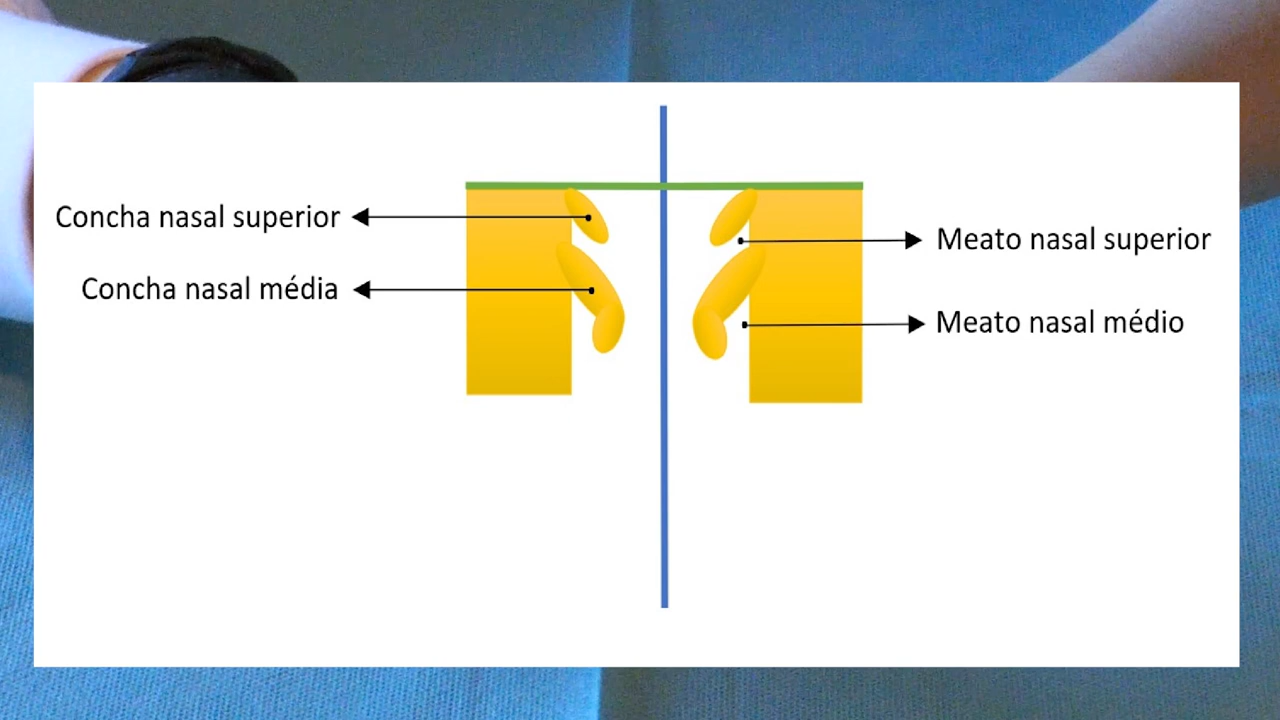 Concha nasal superior
Meato nasal superior
Concha nasal média
Meato nasal médio